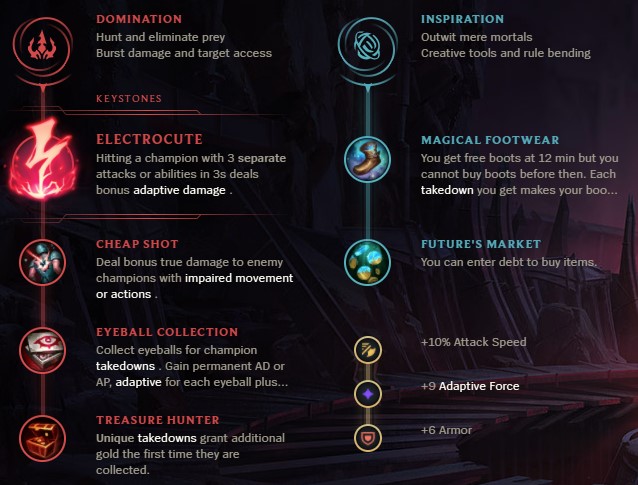 DOMINATION
Hunt and eliminate prey
Burst damage and target access
KEYSTONES
ELECTROCUTE
Hitting a champion with 3 separate
attacks or abilities in 3s deals
bonus adaptive damage .
CHEAP SHOT
Deal bonus true damage to enemy
champions with impaired movement
or actions .
EYEBALL COLLECTION
Collect eyeballs for champion
takedowns . Gain permanent AD or
AP, adaptive for each eyeball plus...
TREASURE HUNTER
Unique takedowns grant additional
gold the first time they are
collected.
INSPIRATION
Outwit mere mortals
Creative tools and rule bending
MAGICAL FOOTWEAR
You get free boots at 12 min but you
cannot buy boots before then. Each
takedown you get makes your boo...
FUTURE'S MARKET
You can enter debt to buy items.
+10% Attack Speed
+9 Adaptive Force
+6 Armor